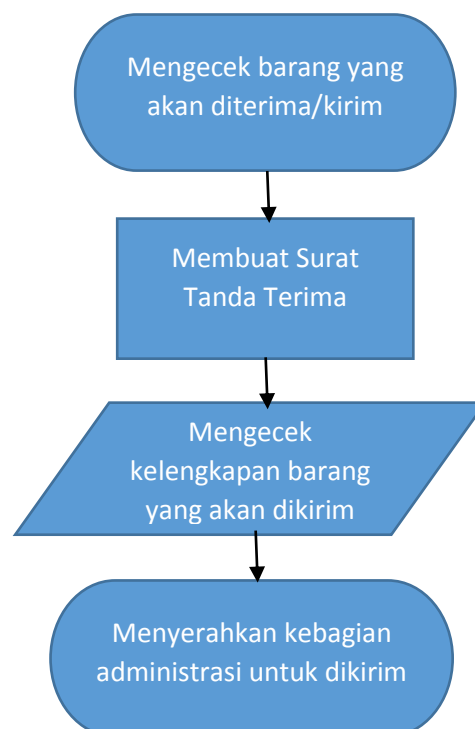 Mengecek barang yang
akan diterima/kirim
Membuat Surat
Tanda Terima
Mengecek
kelengkapan barang
yang akan dikirim
Menyerahkan kebagian
administrasi untuk dikirim